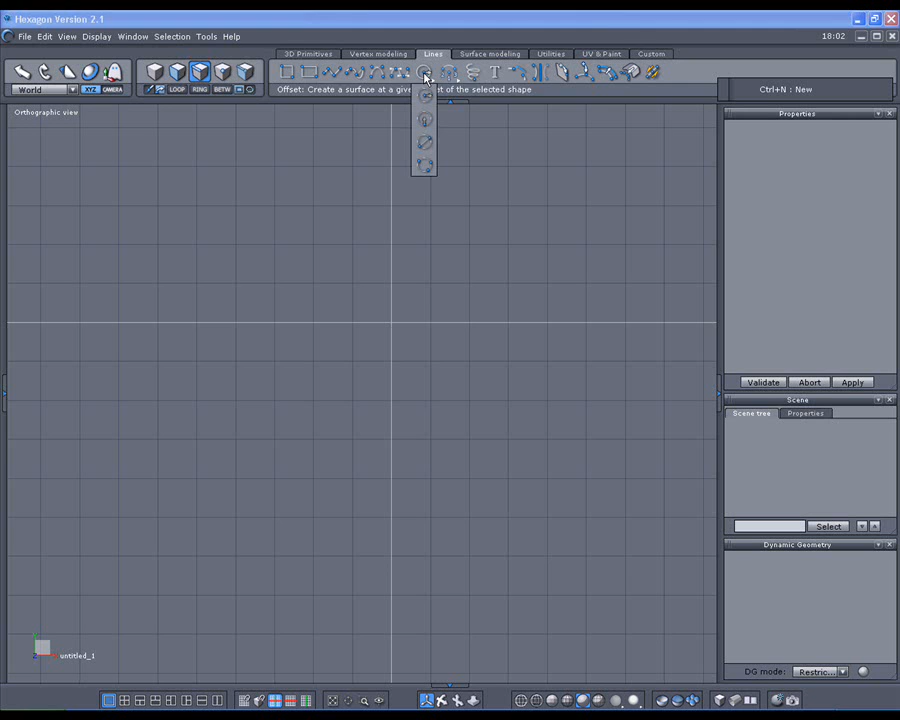 Hexagon Version 2.1
File Edit View Display Window Selection Tools Help
18:02
3D Primitives Vertex modeling Lines Surface modeling Utilities UV & Paint Custom
World XYZ CAMERA LOOP RING BETW
Offset: Create a surface at a give et of the selected shape
Ctrl+N : New
Orthographic view
Properties
Validate Abort Apply
Scene
Scene tree Properties
Select
Dynamic Geometry
untitled_1
DG mode: Restric...